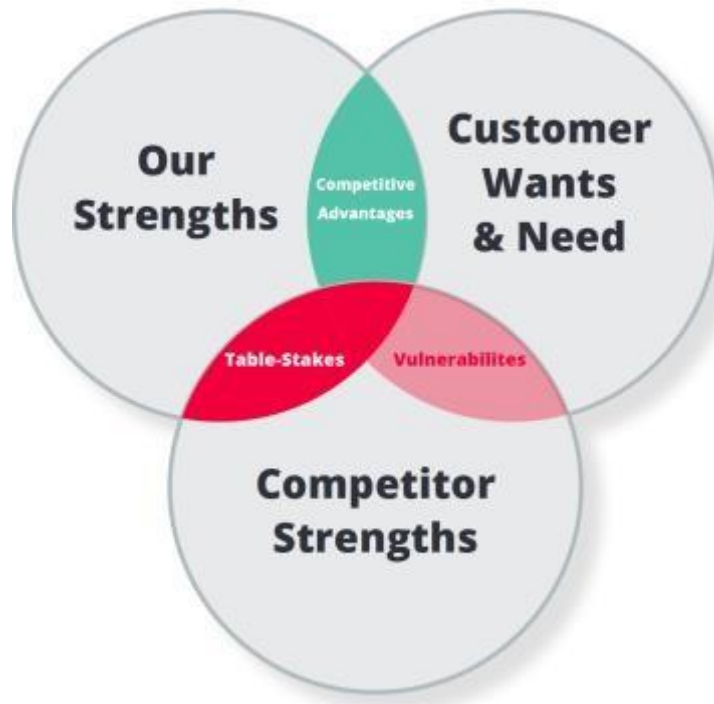 Our
Strengths
Competitive
Advantages
Customer
Wants
& Need
Table-Stakes
Vulnerabilites
Competitor
Strengths